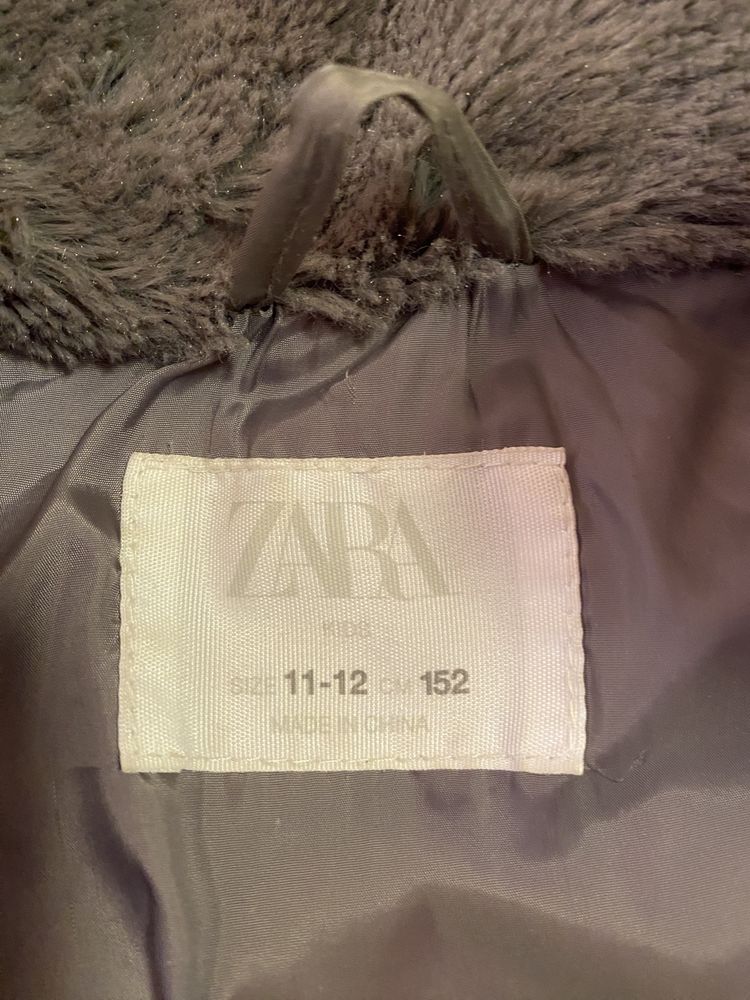 ZARA
KIDS
SIZE 11-12 CM 152
MADE IN CHINA